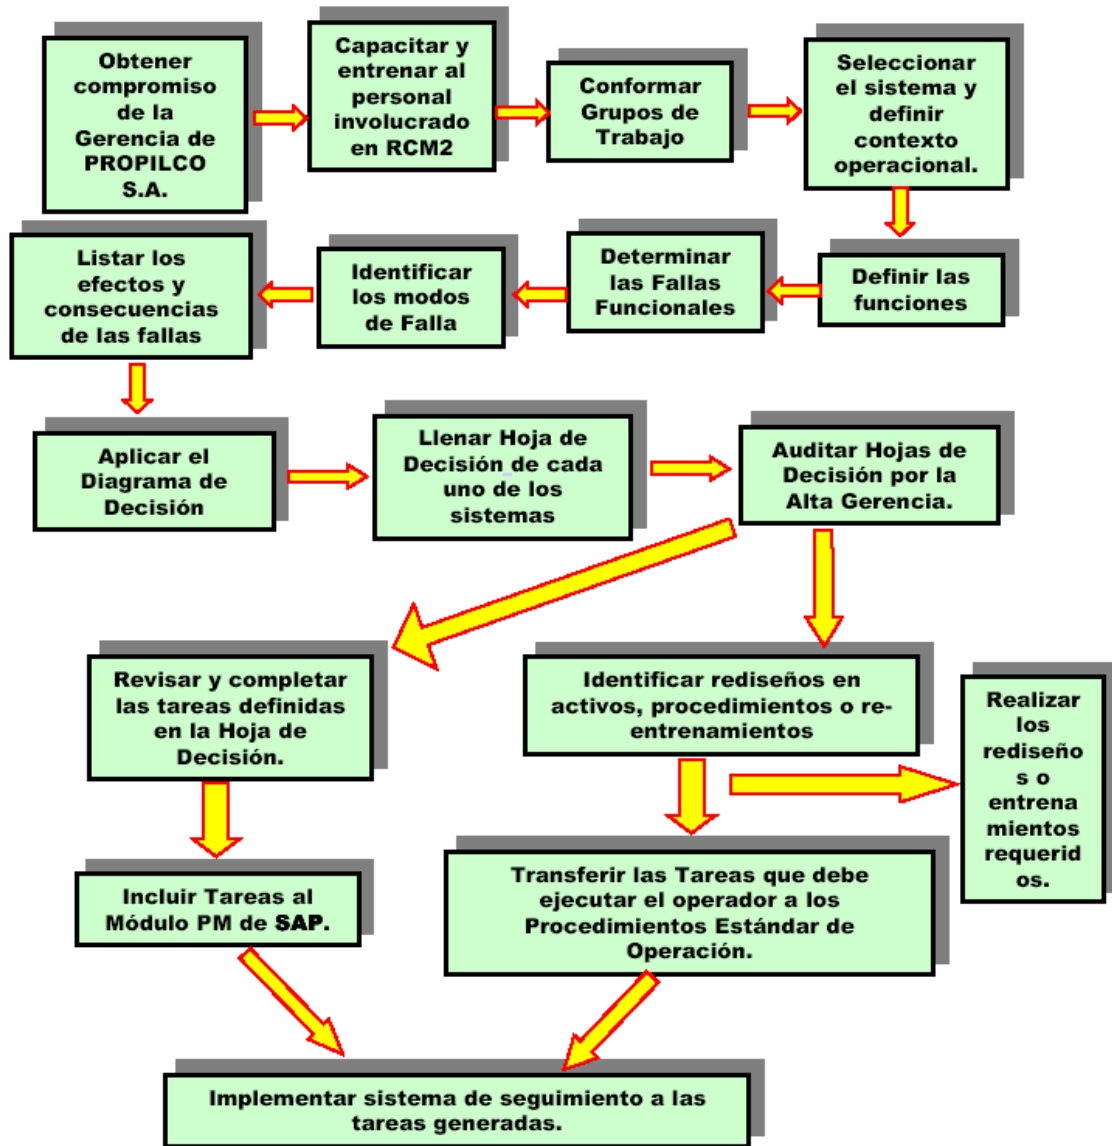 Obtener
compromiso
de la
Gerencia de
PROPILCO
S.A.
Capacitar y
entrenar al
personal
involucrado
en RCM2
Conformar
Grupos de
Trabajo
Seleccionar
el sistema y
definir
contexto
operacional.
Definir las
funciones
Determinar
las Fallas
Funcionales
Identificar
los modos
de Falla
Listar los
efectos y
consecuencias
de las fallas
Aplicar el
Diagrama de
Decisión
Llenar Hoja de
Decisión de cada
uno de los
sistemas
Auditar Hojas de
Decisión por la
Alta Gerencia.
Revisar y completar
las tareas definidas
en la Hoja de
Decisión.
Identificar rediseños en
activos, procedimientos o re-
entrenamientos
Realizar
los
rediseño
s o
entrena
mientos
requerid
os.
Incluir Tareas al
Módulo PM de SAP.
Transferir las Tareas que debe
ejecutar el operador a los
Procedimientos Estándar de
Operación.
Implementar sistema de seguimiento a las
tareas generadas.